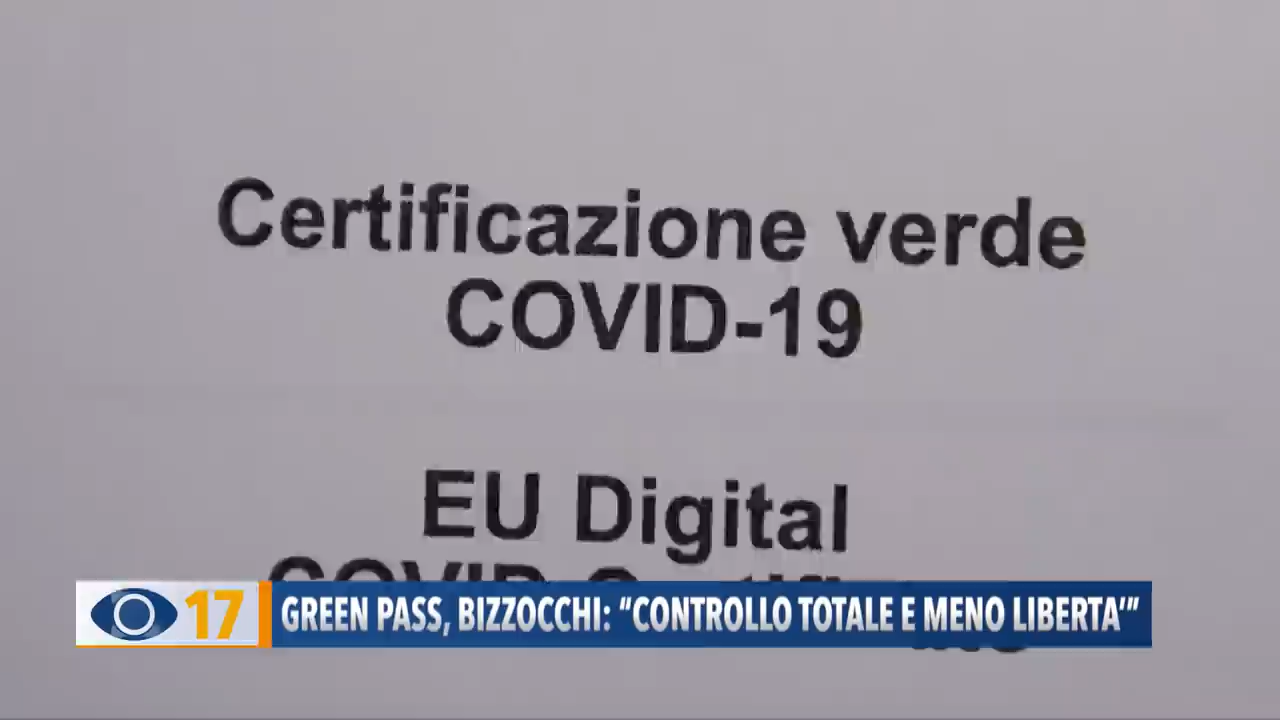 Certificazione verde
COVID-19
EU Digital
17
GREEN PASS, BIZZOCCHI: “CONTROLLO TOTALE E MENO LIBERTA’”